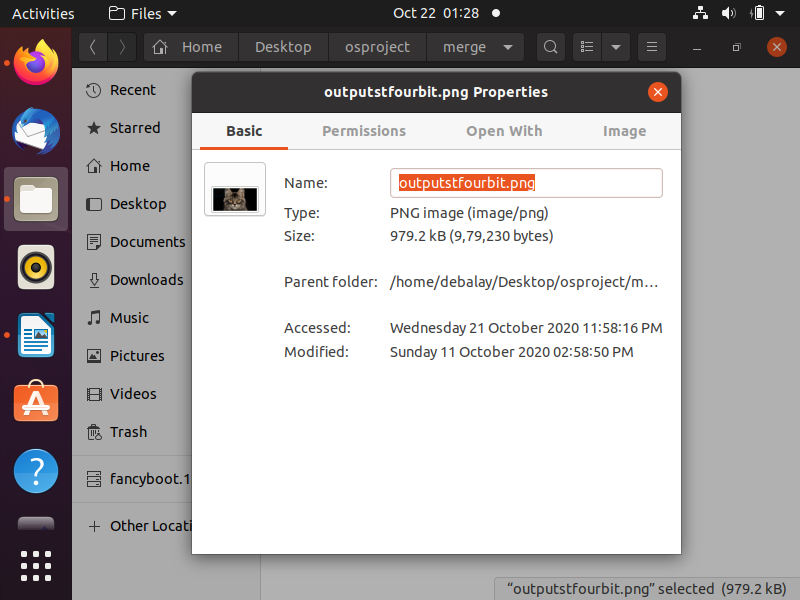 Activities Files Oct 22 01:28
Home Desktop osproject merge
outputstfourbit.png Properties
Basic Permissions Open With Image
Recent
Starred
Home
Desktop
Documents
Downloads
Music
Pictures
Videos
Trash
fancyboot.1
Other Locati
Name: outputstfourbit.png
Type: PNG image (image/png)
Size: 979.2 kB (9,79,230 bytes)
Parent folder: /home/debalay/Desktop/osproject/m…
Accessed: Wednesday 21 October 2020 11:58:16 PM
Modified: Sunday 11 October 2020 02:58:50 PM
“outputstfourbit.png” selected (979.2 kB)